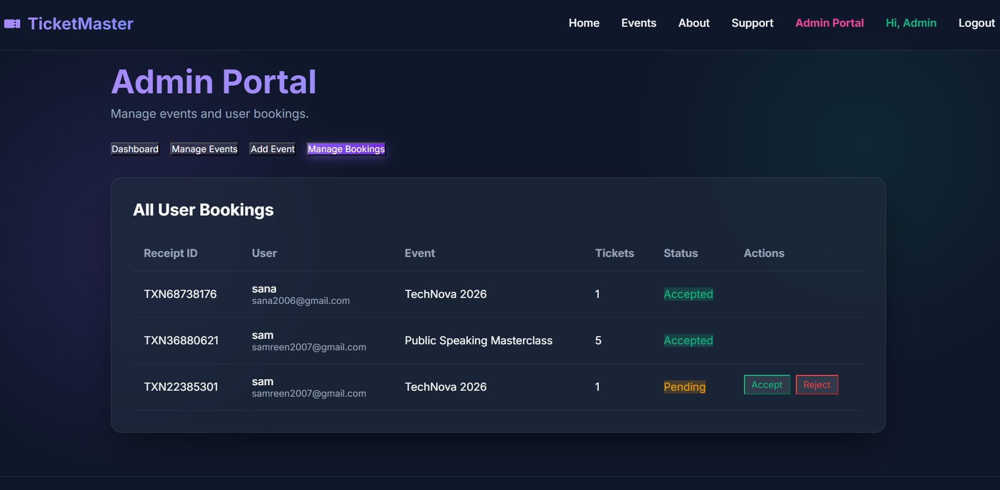 TicketMaster Home Events About Support Admin Portal Hi, Admin Logout
Admin Portal
Manage events and user bookings.
Dashboard Manage Events Add Event Manage Bookings
All User Bookings
Receipt ID User Event Tickets Status Actions
TXN68738176 sana TechNova 2026 1 Accepted
sana2006@gmail.com
TXN36880621 sam Public Speaking Masterclass 5 Accepted
samreen2007@gmail.com
TXN22385301 sam TechNova 2026 1 Pending Accept Reject
samreen2007@gmail.com